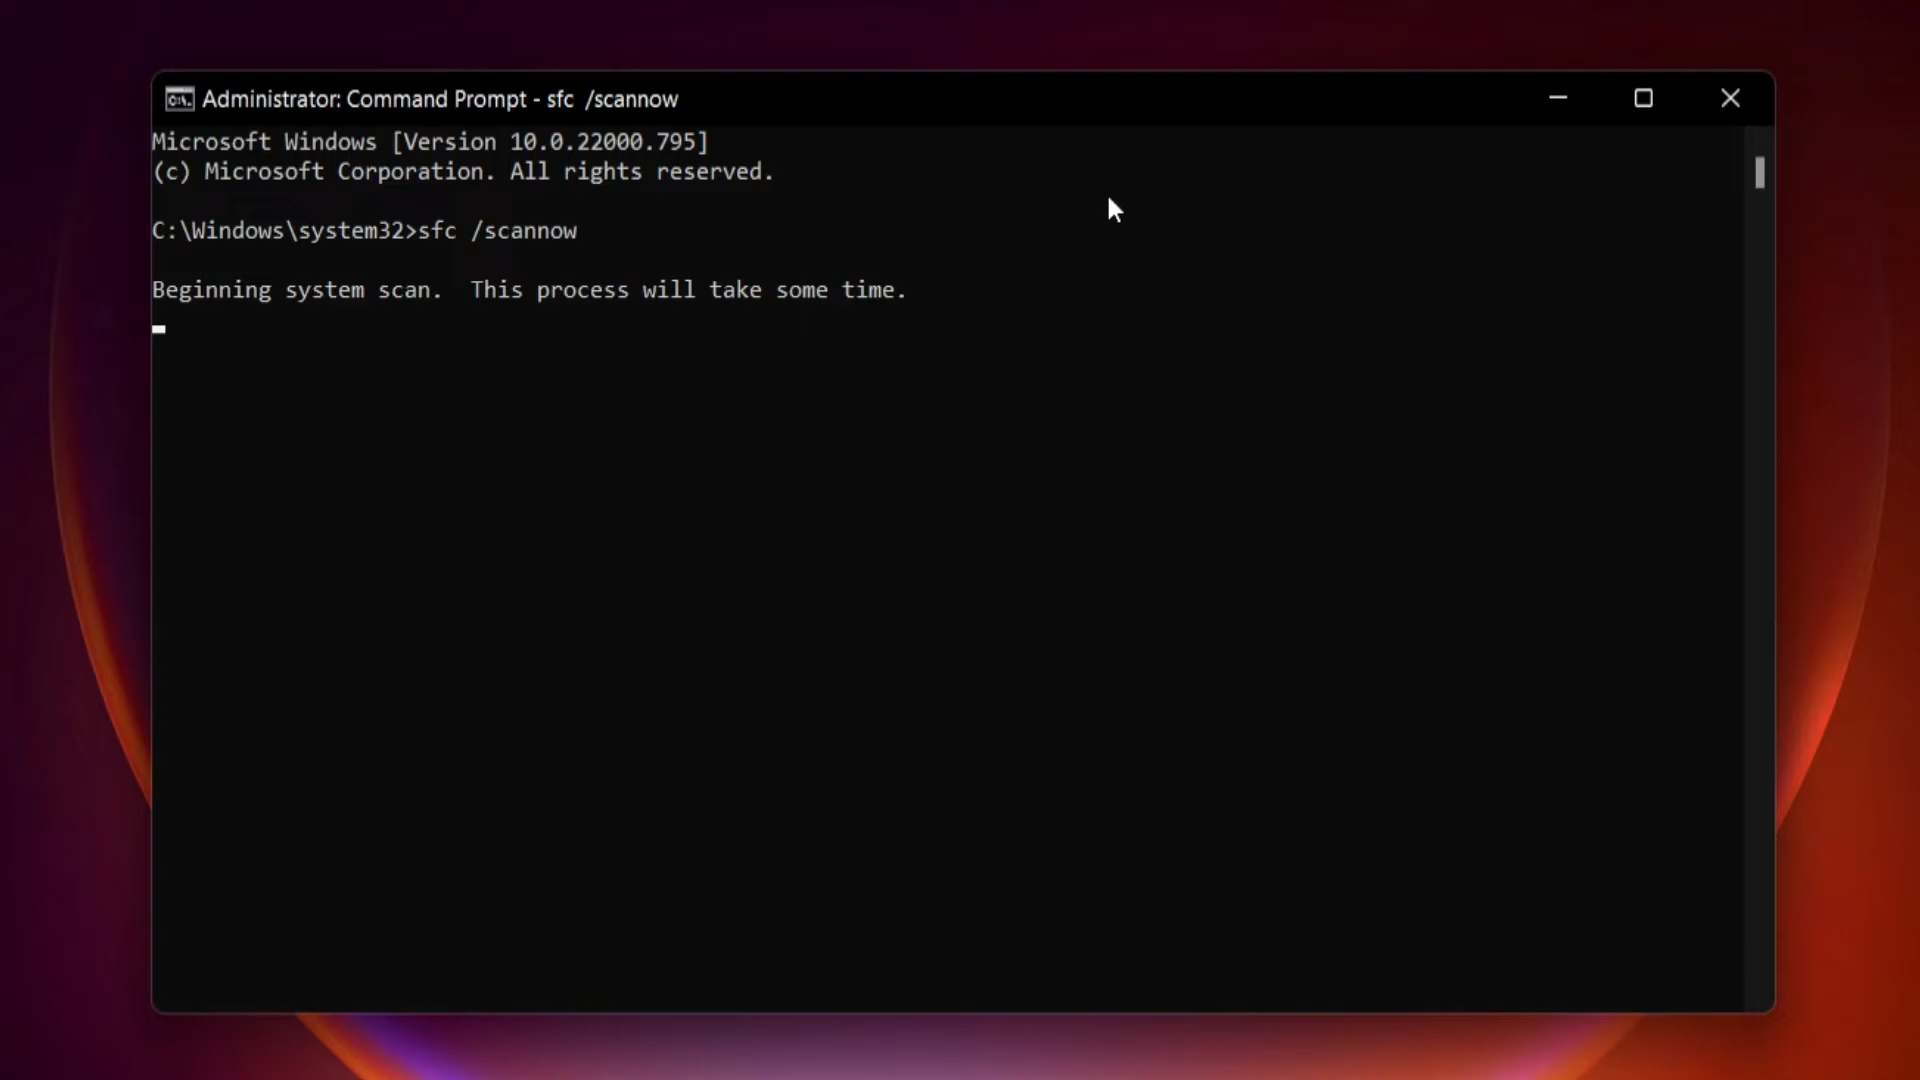 Administrator: Command Prompt - sfc  /scannow
Microsoft Windows [Version 10.0.22000.795]
(c) Microsoft Corporation. All rights reserved.
C:\Windows\system32>sfc /scannow
Beginning system scan.  This process will take some time.